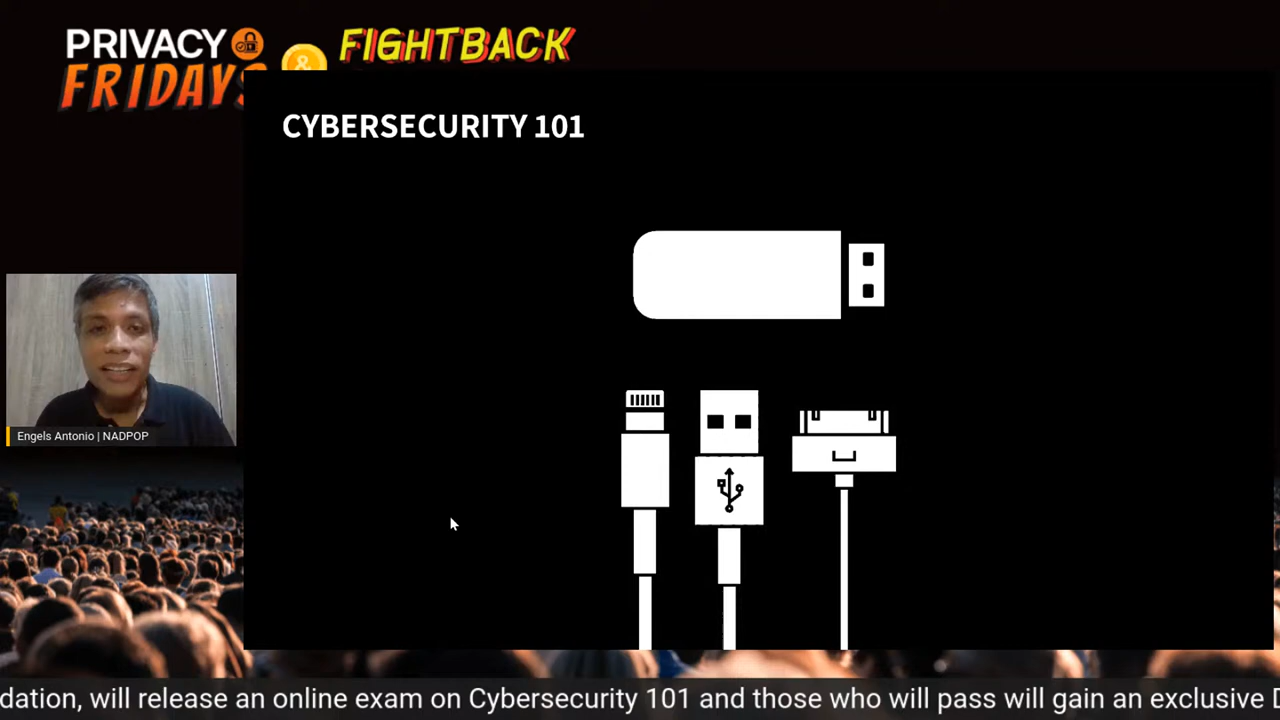 PRIVACY
FRIDAYS
&
FIGHTBACK
CYBERSECURITY 101
Engels Antonio | NADPOP
dation, will release an online exam on Cybersecurity 101 and those who will pass will gain an exclusive D